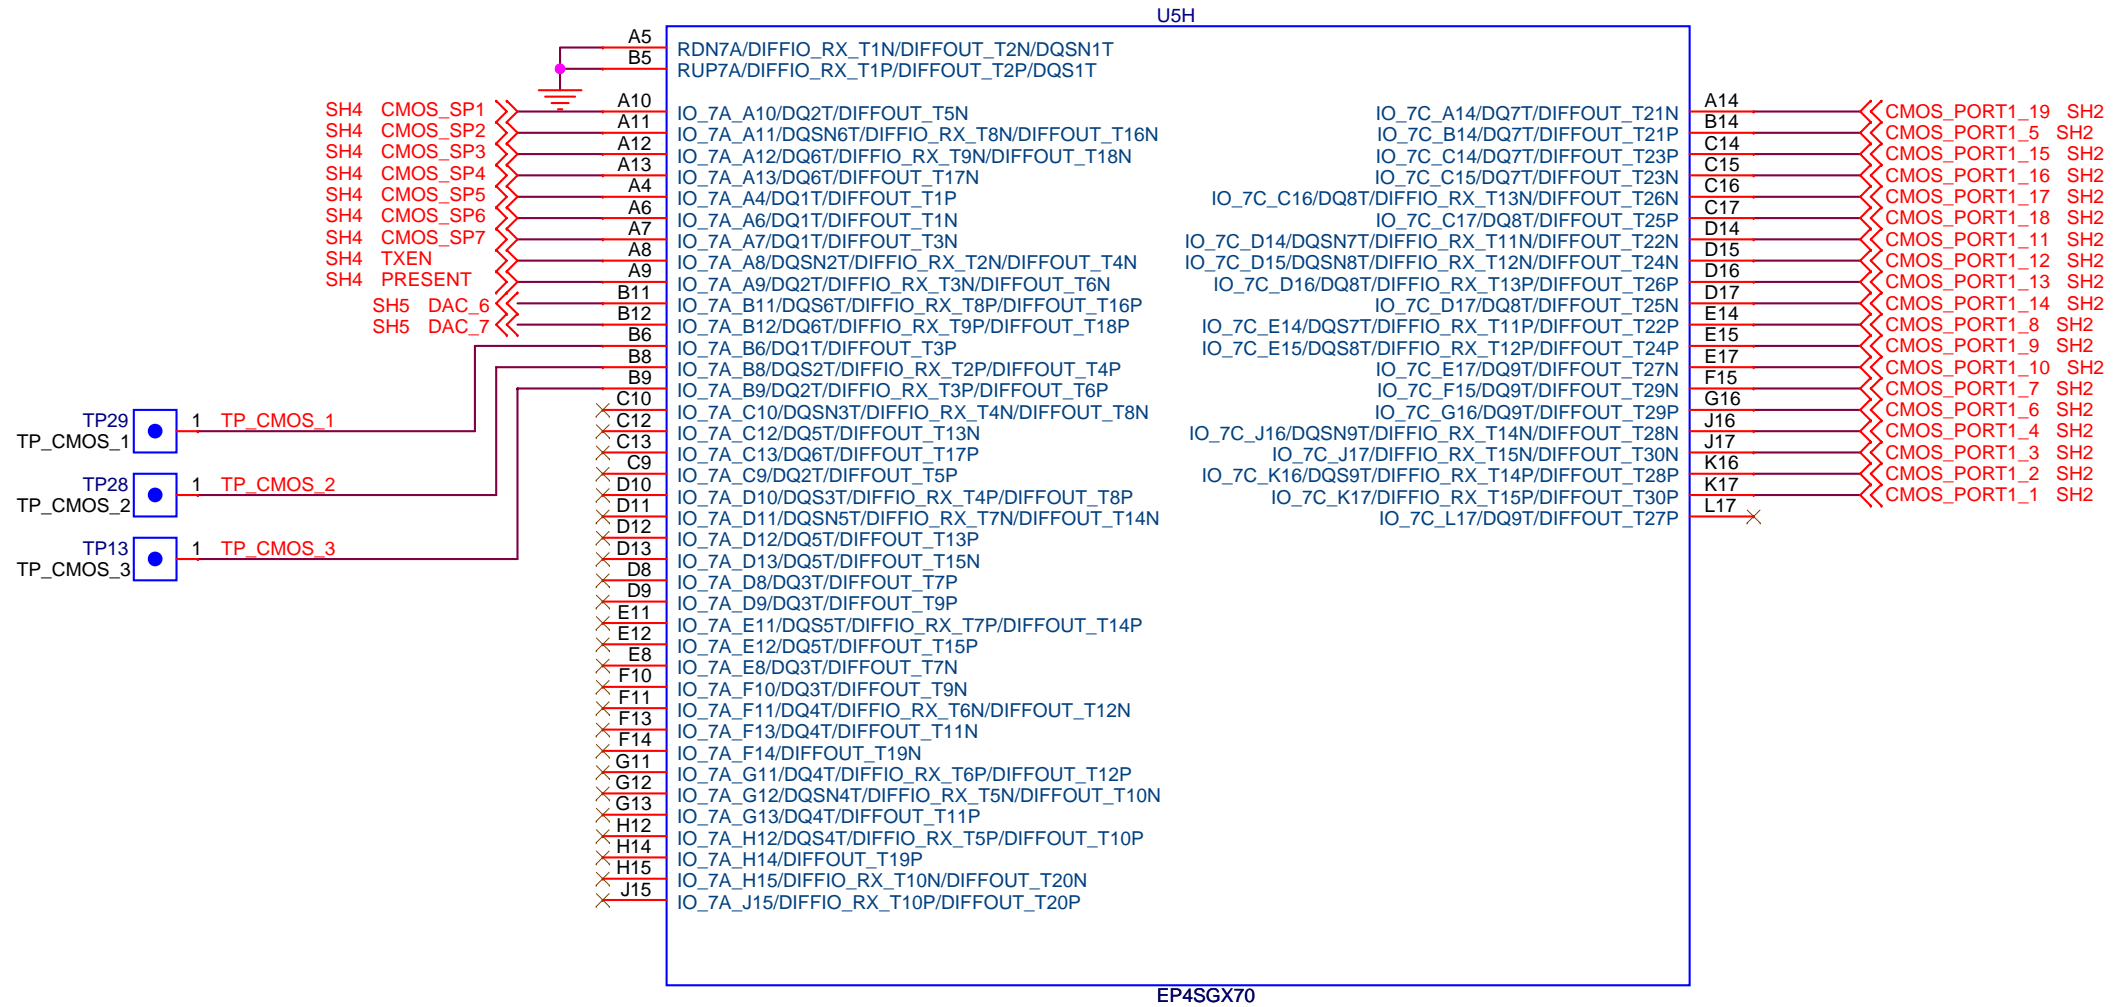 U5H
A5 RDN7A/DIFFIO_RX_T1N/DIFFOUT_T2N/DQSN1T
B5 RUP7A/DIFFIO_RX_T1P/DIFFOUT_T2P/DQS1T
SH4 CMOS_SP1 A10 IO_7A_A10/DQ2T/DIFFOUT_T5N IO_7C_A14/DQ7T/DIFFOUT_T21N A14 CMOS_PORT1_19 SH2
SH4 CMOS_SP2 A11 IO_7A_A11/DQSN6T/DIFFIO_RX_T8N/DIFFOUT_T16N IO_7C_B14/DQ7T/DIFFOUT_T21P B14 CMOS_PORT1_5 SH2
SH4 CMOS_SP3 A12 IO_7A_A12/DQ6T/DIFFIO_RX_T9N/DIFFOUT_T18N IO_7C_C14/DQ7T/DIFFOUT_T23P C14 CMOS_PORT1_15 SH2
SH4 CMOS_SP4 A13 IO_7A_A13/DQ6T/DIFFOUT_T17N IO_7C_C15/DQ7T/DIFFOUT_T23N C15 CMOS_PORT1_16 SH2
SH4 CMOS_SP5 A4 IO_7A_A4/DQ1T/DIFFOUT_T1P IO_7C_C16/DQ8T/DIFFIO_RX_T13N/DIFFOUT_T26N C16 CMOS_PORT1_17 SH2
SH4 CMOS_SP6 A6 IO_7A_A6/DQ1T/DIFFOUT_T1N IO_7C_C17/DQ8T/DIFFOUT_T25P C17 CMOS_PORT1_18 SH2
SH4 CMOS_SP7 A7 IO_7A_A7/DQ1T/DIFFOUT_T3N IO_7C_D14/DQSN7T/DIFFIO_RX_T11N/DIFFOUT_T22N D14 CMOS_PORT1_11 SH2
SH4 TXEN A8 IO_7A_A8/DQSN2T/DIFFIO_RX_T2N/DIFFOUT_T4N IO_7C_D15/DQSN8T/DIFFIO_RX_T12N/DIFFOUT_T24N D15 CMOS_PORT1_12 SH2
SH4 PRESENT A9 IO_7A_A9/DQ2T/DIFFIO_RX_T3N/DIFFOUT_T6N IO_7C_D16/DQ8T/DIFFIO_RX_T13P/DIFFOUT_T26P D16 CMOS_PORT1_13 SH2
SH5 DAC_6 B11 IO_7A_B11/DQS6T/DIFFIO_RX_T8P/DIFFOUT_T16P IO_7C_D17/DQ8T/DIFFOUT_T25N D17 CMOS_PORT1_14 SH2
SH5 DAC_7 B12 IO_7A_B12/DQ6T/DIFFIO_RX_T9P/DIFFOUT_T18P IO_7C_E14/DQS7T/DIFFIO_RX_T11P/DIFFOUT_T22P E14 CMOS_PORT1_8 SH2
B6 IO_7A_B6/DQ1T/DIFFOUT_T3P IO_7C_E15/DQS8T/DIFFIO_RX_T12P/DIFFOUT_T24P E15 CMOS_PORT1_9 SH2
B8 IO_7A_B8/DQS2T/DIFFIO_RX_T2P/DIFFOUT_T4P IO_7C_E17/DQ9T/DIFFOUT_T27N E17 CMOS_PORT1_10 SH2
B9 IO_7A_B9/DQ2T/DIFFIO_RX_T3P/DIFFOUT_T6P IO_7C_F15/DQ9T/DIFFOUT_T29N F15 CMOS_PORT1_7 SH2
C10 IO_7A_C10/DQSN3T/DIFFIO_RX_T4N/DIFFOUT_T8N IO_7C_G16/DQ9T/DIFFOUT_T29P G16 CMOS_PORT1_6 SH2
TP29 TP_CMOS_1 1 TP_CMOS_1 C12 IO_7A_C12/DQ5T/DIFFOUT_T13N IO_7C_J16/DQSN9T/DIFFIO_RX_T14N/DIFFOUT_T28N J16 CMOS_PORT1_4 SH2
C13 IO_7A_C13/DQ6T/DIFFOUT_T17P IO_7C_J17/DIFFIO_RX_T15N/DIFFOUT_T30N J17 CMOS_PORT1_3 SH2
C9 IO_7A_C9/DQ2T/DIFFOUT_T5P IO_7C_K16/DQS9T/DIFFIO_RX_T14P/DIFFOUT_T28P K16 CMOS_PORT1_2 SH2
TP28 TP_CMOS_2 1 TP_CMOS_2 D10 IO_7A_D10/DQS3T/DIFFIO_RX_T4P/DIFFOUT_T8P IO_7C_K17/DIFFIO_RX_T15P/DIFFOUT_T30P K17 CMOS_PORT1_1 SH2
D11 IO_7A_D11/DQSN5T/DIFFIO_RX_T7N/DIFFOUT_T14N IO_7C_L17/DQ9T/DIFFOUT_T27P L17
D12 IO_7A_D12/DQ5T/DIFFOUT_T13P
TP13 TP_CMOS_3 1 TP_CMOS_3 D13 IO_7A_D13/DQ5T/DIFFOUT_T15N
D8 IO_7A_D8/DQ3T/DIFFOUT_T7P
D9 IO_7A_D9/DQ3T/DIFFOUT_T9P
E11 IO_7A_E11/DQS5T/DIFFIO_RX_T7P/DIFFOUT_T14P
E12 IO_7A_E12/DQ5T/DIFFOUT_T15P
E8 IO_7A_E8/DQ3T/DIFFOUT_T7N
F10 IO_7A_F10/DQ3T/DIFFOUT_T9N
F11 IO_7A_F11/DQ4T/DIFFIO_RX_T6N/DIFFOUT_T12N
F13 IO_7A_F13/DQ4T/DIFFOUT_T11N
F14 IO_7A_F14/DIFFOUT_T19N
G11 IO_7A_G11/DQ4T/DIFFIO_RX_T6P/DIFFOUT_T12P
G12 IO_7A_G12/DQSN4T/DIFFIO_RX_T5N/DIFFOUT_T10N
G13 IO_7A_G13/DQ4T/DIFFOUT_T11P
H12 IO_7A_H12/DQS4T/DIFFIO_RX_T5P/DIFFOUT_T10P
H14 IO_7A_H14/DIFFOUT_T19P
H15 IO_7A_H15/DIFFIO_RX_T10N/DIFFOUT_T20N
J15 IO_7A_J15/DIFFIO_RX_T10P/DIFFOUT_T20P
EP4SGX70